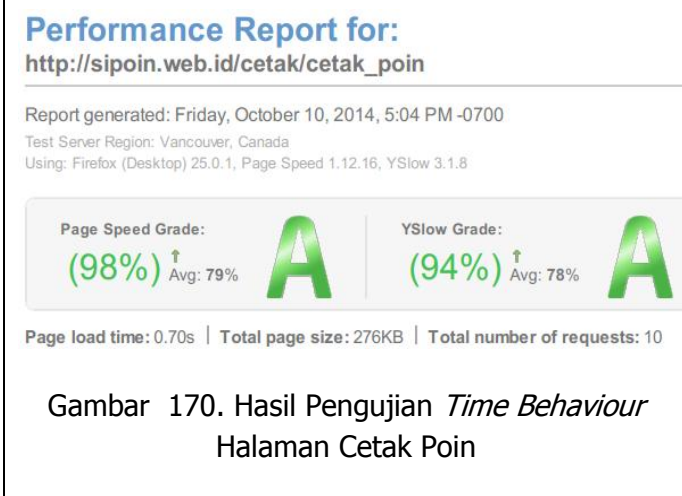 Performance Report for:
http://sipoin.web.id/cetak/cetak_poin
Report generated: Friday, October 10, 2014, 5:04 PM -0700
Test Server Region: Vancouver, Canada
Using: Firefox (Desktop) 25.0.1, Page Speed 1.12.16, YSlow 3.1.8
Page Speed Grade:
(98%) Avg: 79% A
YSlow Grade:
(94%) Avg: 78% A
Page load time: 0.70s | Total page size: 276KB | Total number of requests: 10
Gambar 170. Hasil Pengujian Time Behaviour
Halaman Cetak Poin